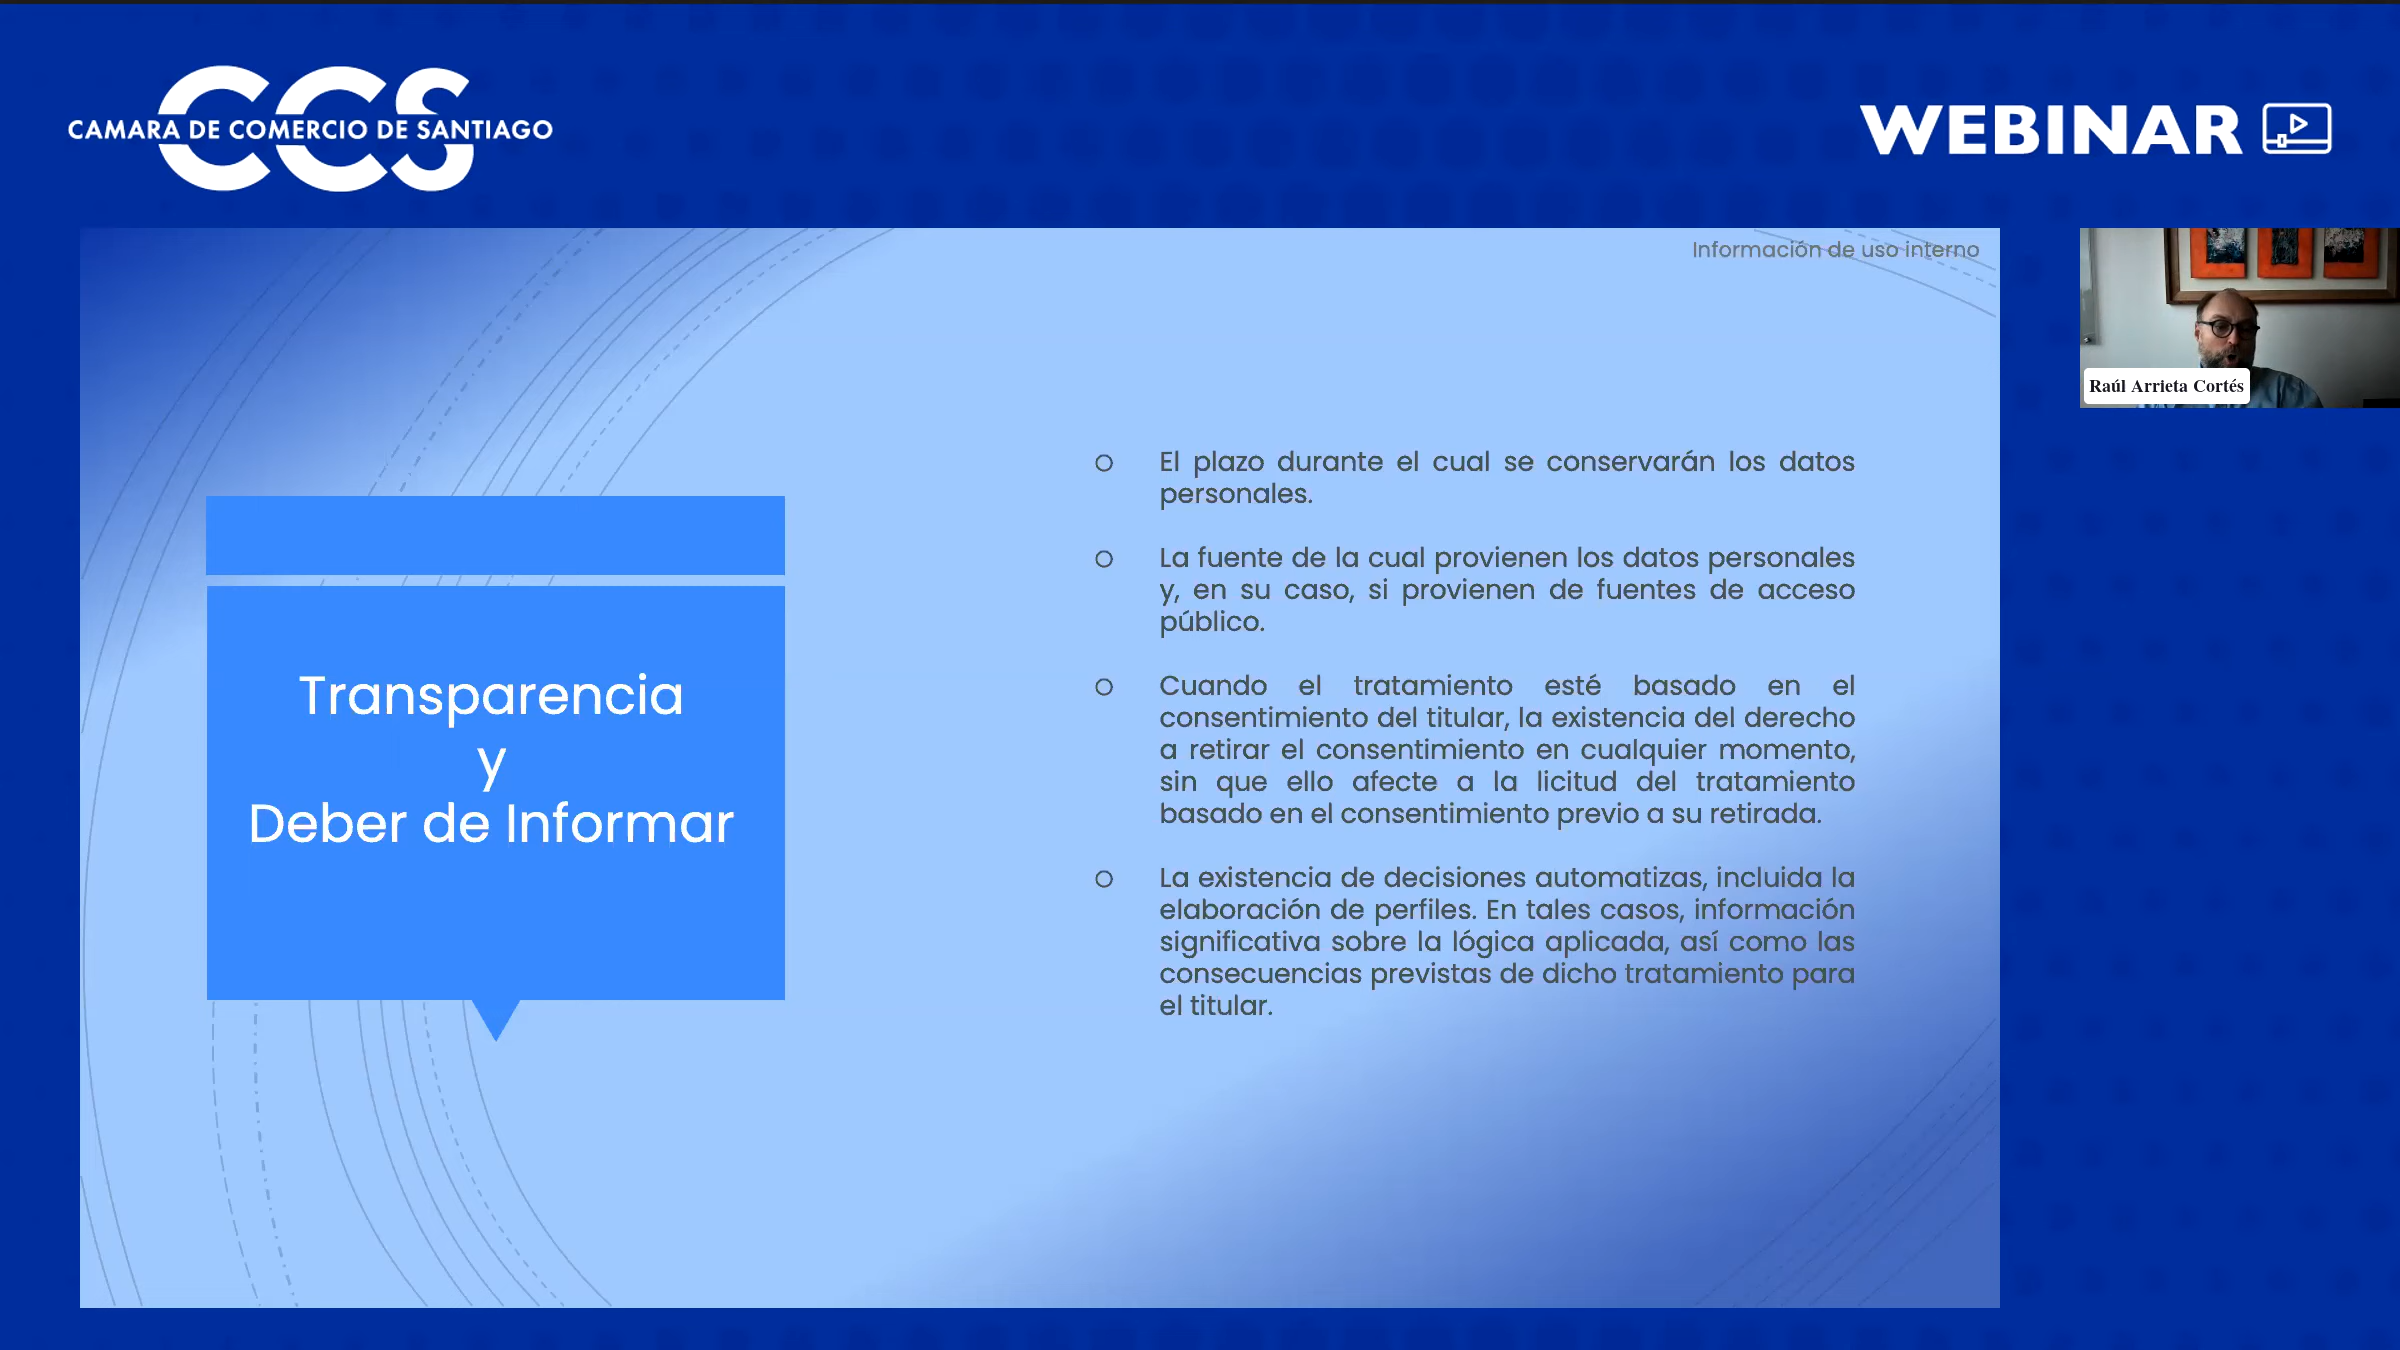 CCS
CAMARA DE COMERCIO DE SANTIAGO
WEBINAR
Información de uso interno
Raúl Arrieta Cortés
Transparencia
y
Deber de Informar
El plazo durante el cual se conservarán los datos
personales.
La fuente de la cual provienen los datos personales
y, en su caso, si provienen de fuentes de acceso
público.
Cuando el tratamiento esté basado en el
consentimiento del titular, la existencia del derecho
a retirar el consentimiento en cualquier momento,
sin que ello afecte a la licitud del tratamiento
basado en el consentimiento previo a su retirada.
La existencia de decisiones automatizas, incluida la
elaboración de perfiles. En tales casos, información
significativa sobre la lógica aplicada, así como las
consecuencias previstas de dicho tratamiento para
el titular.